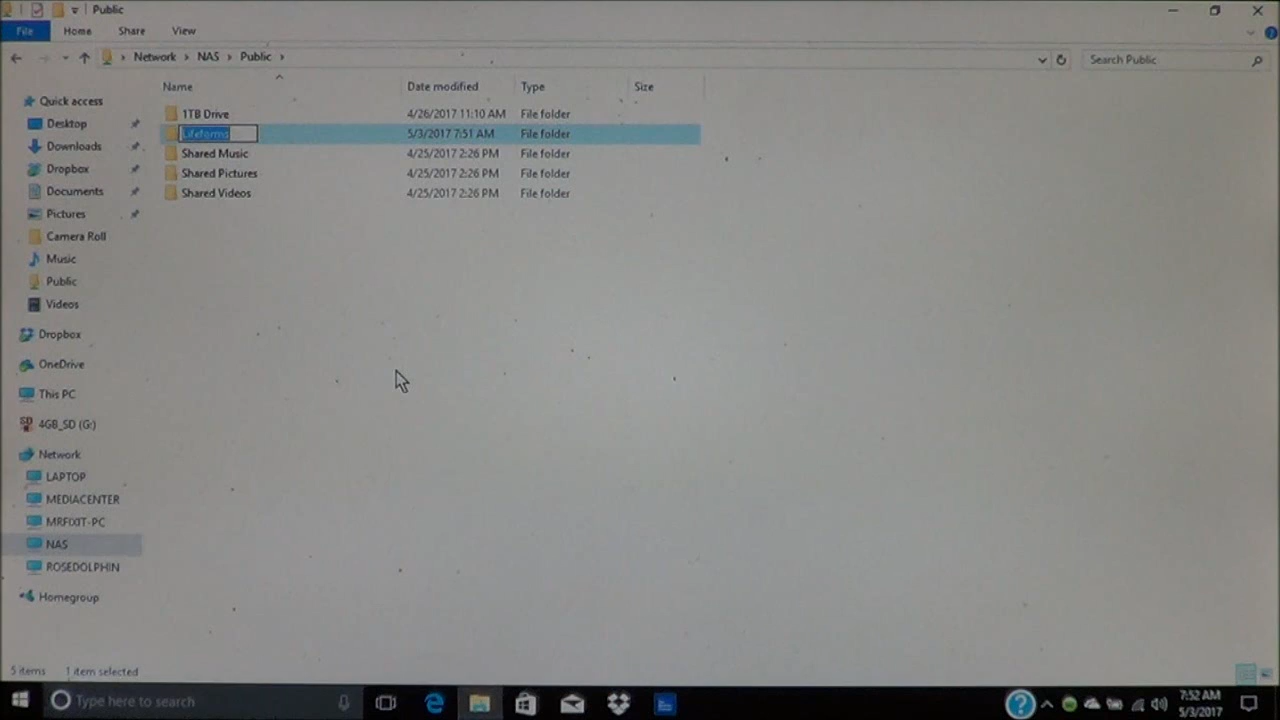 Public
File Home Share View
Network NAS Public Search Public
Name Date modified Type Size
Quick access
Desktop
Downloads
Dropbox
Documents
Pictures
Camera Roll
Music
Public
Videos
Dropbox
OneDrive
This PC
4GB_SD (G:)
Network
LAPTOP
MEDIACENTER
MRFIXIT-PC
NAS
ROSEDOLPHIN
Homegroup
1TB Drive 4/26/2017 11:10 AM File folder
Lifeforms 5/3/2017 7:51 AM File folder
Shared Music 4/25/2017 2:26 PM File folder
Shared Pictures 4/25/2017 2:26 PM File folder
Shared Videos 4/25/2017 2:26 PM File folder
5 items 1 item selected
Type here to search
7:52 AM
5/3/2017